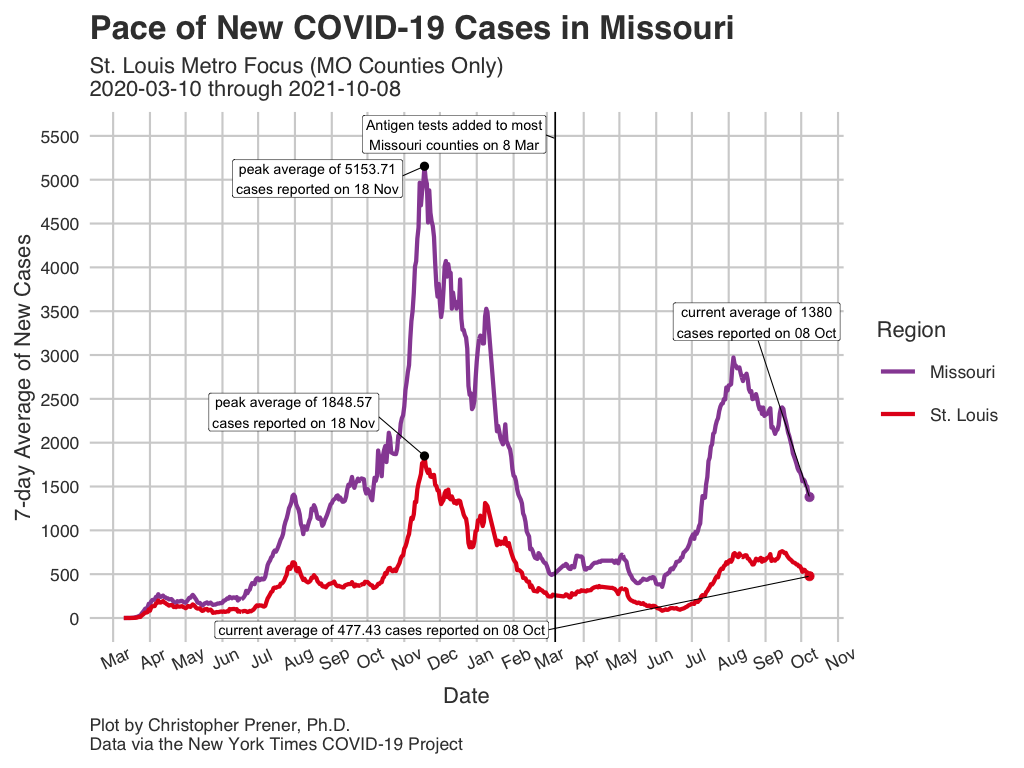 Pace of New COVID-19 Cases in Missouri
St. Louis Metro Focus (MO Counties Only)
2020-03-10 through 2021-10-08
7-day Average of New Cases
5500
5000
4500
4000
3500
3000
2500
2000
1500
1000
500
0
Antigen tests added to most
Missouri counties on 8 Mar
peak average of 5153.71
cases reported on 18 Nov
current average of 1380
cases reported on 08 Oct
peak average of 1848.57
cases reported on 18 Nov
current average of 477.43 cases reported on 08 Oct
Mar Apr May Jun Jul Aug Sep Oct Nov Dec Jan Feb Mar Apr May Jun Jul Aug Sep Oct Nov
Date
Region
Missouri
St. Louis
Plot by Christopher Prener, Ph.D.
Data via the New York Times COVID-19 Project